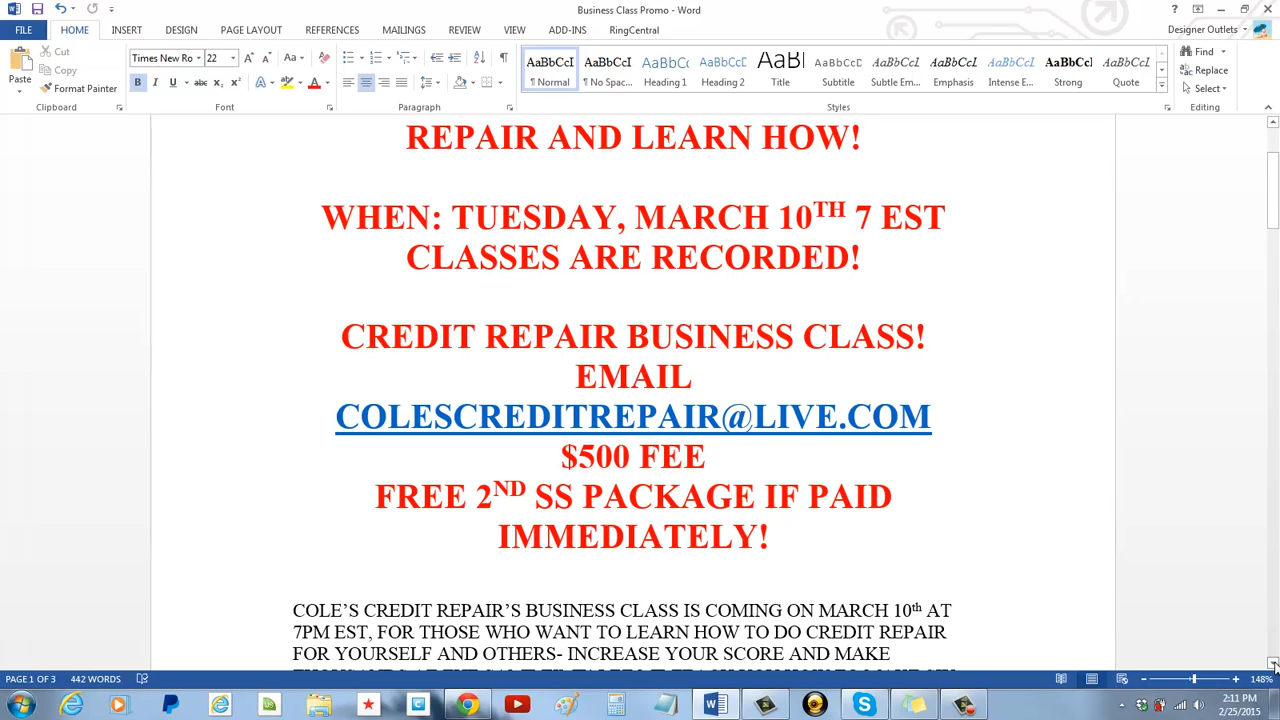 Business Class Promo - Word
FILE HOME INSERT DESIGN PAGE LAYOUT REFERENCES MAILINGS REVIEW VIEW ADD-INS RingCentral Designer Outlets
Paste Cut Copy Format Painter Clipboard
Times New Ro 22 Font
Paragraph
AaBbCcI AaBbCcI AaBbCc AaBbCc AaBb AaBbCcD AaBbCcI AaBbCcI AaBbCcI AaBbCcI AaBbCcI
¶ Normal ¶ No Spac... Heading 1 Heading 2 Title Subtitle Subtle Em... Emphasis Intense E... Strong Quote
Styles
Find Replace Select Editing
REPAIR AND LEARN HOW!
WHEN: TUESDAY, MARCH 10TH 7 EST
CLASSES ARE RECORDED!
CREDIT REPAIR BUSINESS CLASS!
EMAIL
COLESCREDITREPAIR@LIVE.COM
$500 FEE
FREE 2ND SS PACKAGE IF PAID
IMMEDIATELY!
COLE'S CREDIT REPAIR'S BUSINESS CLASS IS COMING ON MARCH 10th AT
7PM EST, FOR THOSE WHO WANT TO LEARN HOW TO DO CREDIT REPAIR
FOR YOURSELF AND OTHERS- INCREASE YOUR SCORE AND MAKE
PAGE 1 OF 3 442 WORDS 148%
2:11 PM
2/25/2015